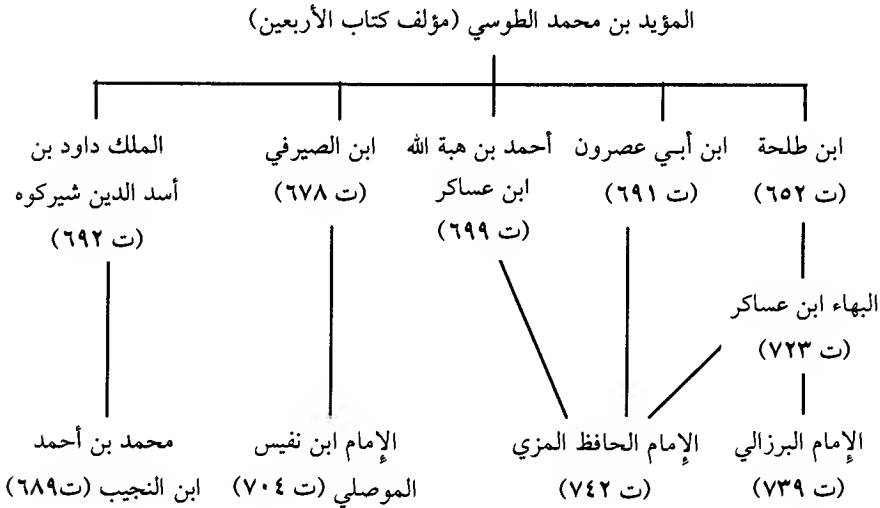 المؤيد بن محمد الطوسي (مؤلف كتاب الأربعين)
ابن طلحة
(ت ٦٥٢)
ابن أبي عصرون
(ت ٦٩١)
أحمد بن هبة الله
ابن عساكر
(ت ٦٩٩)
ابن الصيرفي
(ت ٦٧٨)
الملك داود بن
أسد الدين شيركوه
(ت ٦٩٢)
البهاء ابن عساكر
(ت ٧٢٣)
الإمام البرزالي
(ت ٧٣٩)
الإمام الحافظ المزي
(ت ٧٤٢)
الإمام ابن نفيس
الموصلي (ت ٧٠٤)
محمد بن أحمد
ابن النجيب (ت٦٨٩)